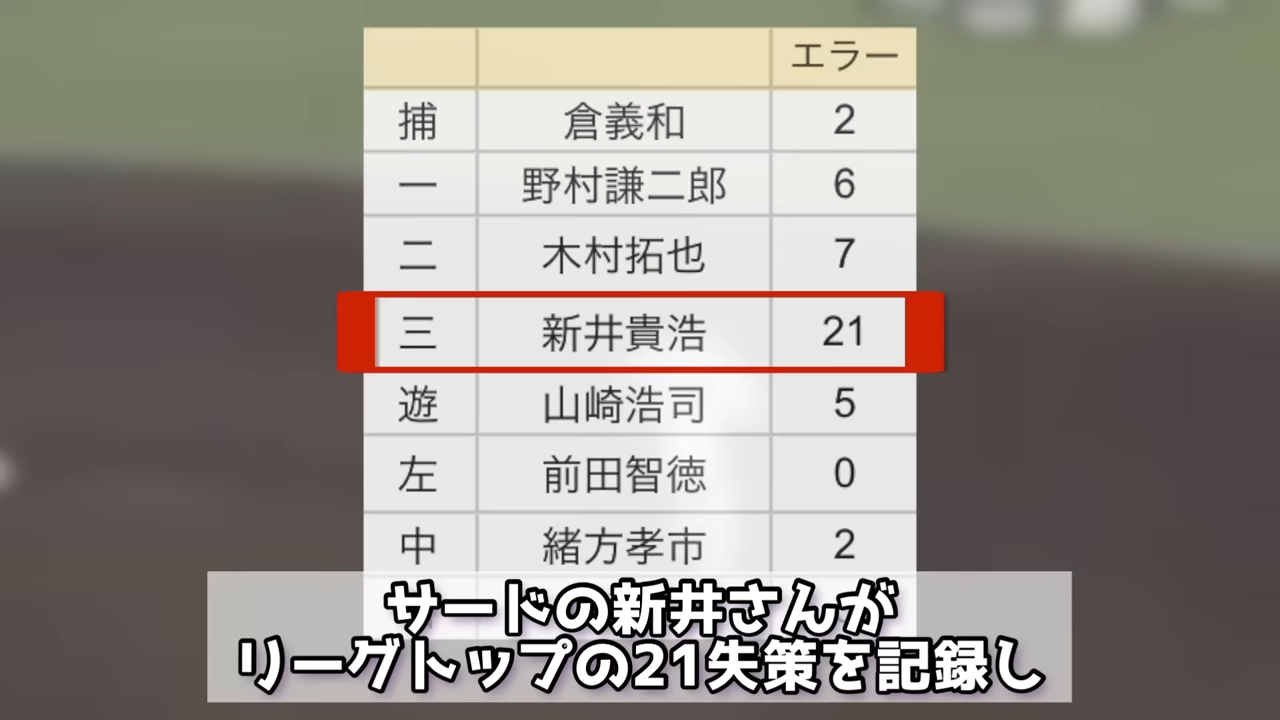 エラー
捕 倉義和 2
一 野村謙二郎 6
二 木村拓也 7
三 新井貴浩 21
遊 山崎浩司 5
左 前田智徳 0
中 緒方孝市 2
サードの新井さんが
リーグトップの21失策を記録し